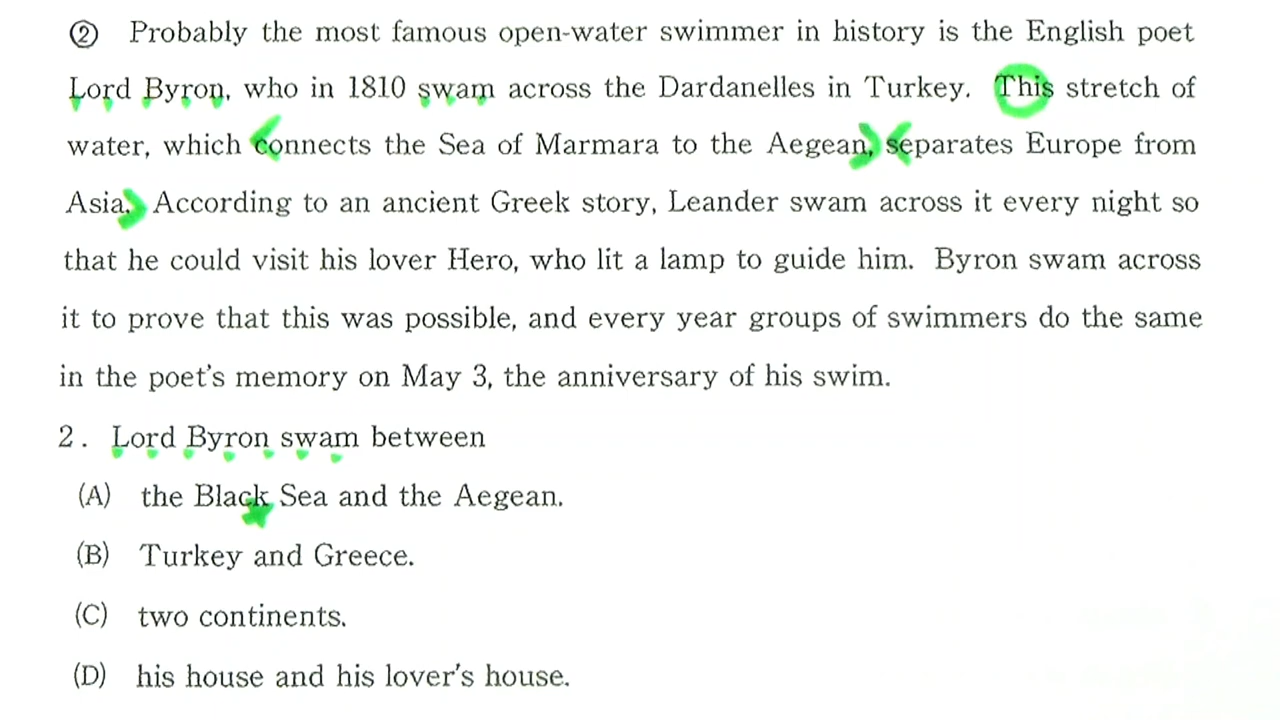 ② Probably the most famous open-water swimmer in history is the English poet
Lord Byron, who in 1810 swam across the Dardanelles in Turkey. This stretch of
water, which connects the Sea of Marmara to the Aegean, separates Europe from
Asia. According to an ancient Greek story, Leander swam across it every night so
that he could visit his lover Hero, who lit a lamp to guide him. Byron swam across
it to prove that this was possible, and every year groups of swimmers do the same
in the poet's memory on May 3, the anniversary of his swim.
2. Lord Byron swam between
(A) the Black Sea and the Aegean.
(B) Turkey and Greece.
(C) two continents.
(D) his house and his lover's house.